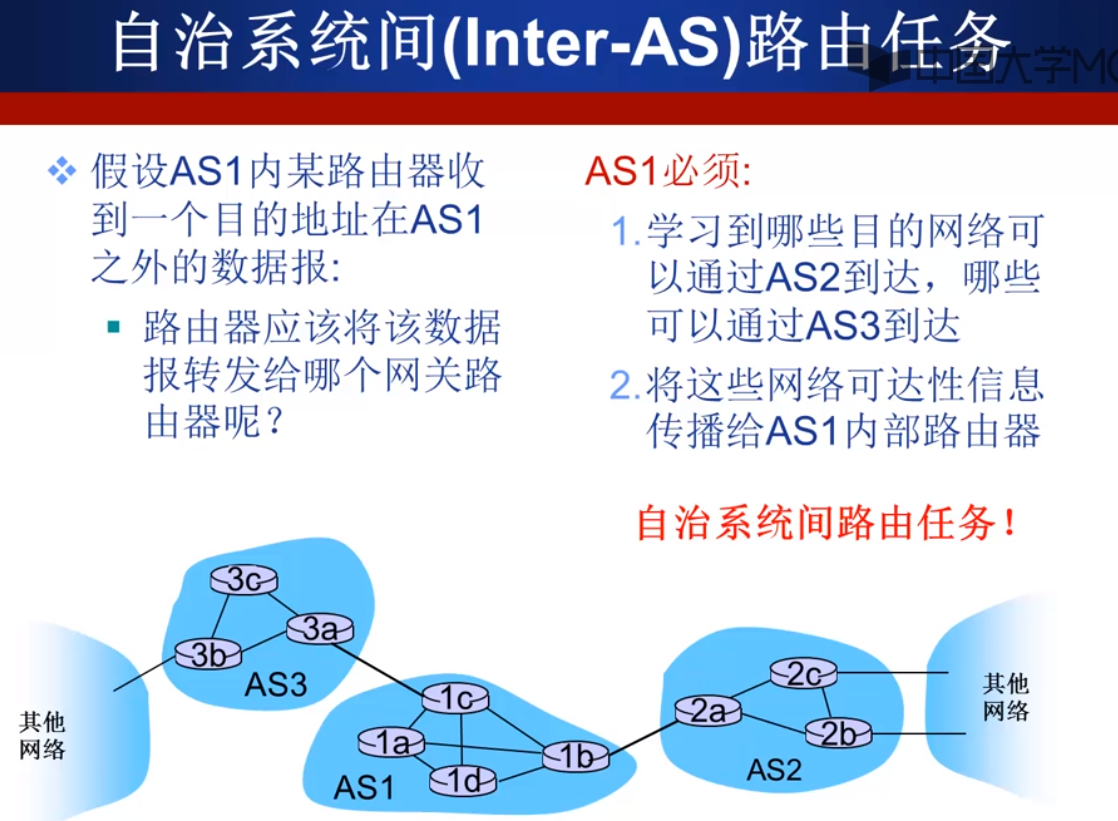 自治系统间(Inter-AS)路由任务
中国大学MO
假设AS1内某路由器收
到一个目的地址在AS1
之外的数据报:
路由器应该将该数据
报转发给哪个网关路
由器呢？
AS1必须:
1.学习到哪些目的网络可
以通过AS2到达，哪些
可以通过AS3到达
2.将这些网络可达性信息
传播给AS1内部路由器
自治系统间路由任务！
3c
3a
3b
AS3
其他
网络
1c
1a
1b
1d
AS1
2c
2a
2b
AS2
其他
网络